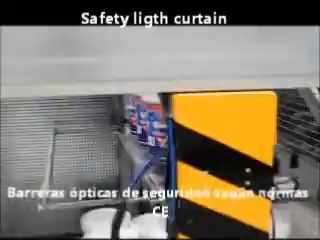 Safety ligth curtain
Barreras ópticas de seguridad según normas
CE